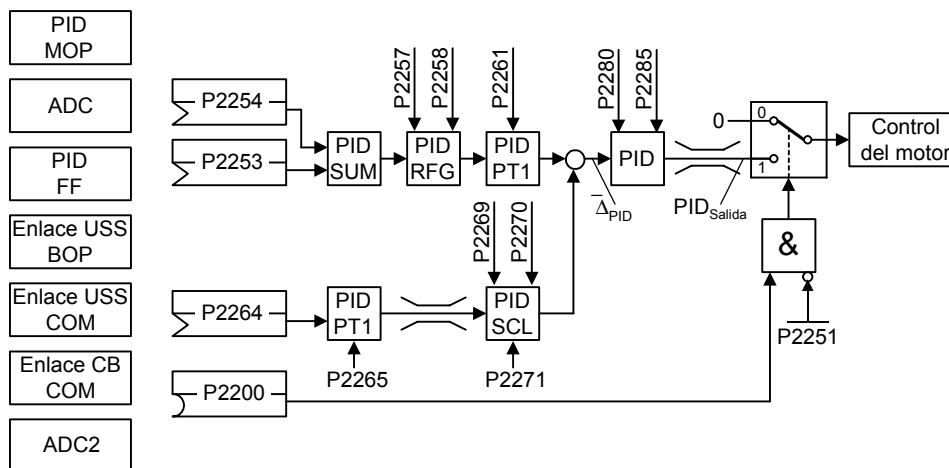 PID
MOP
ADC
PID
FF
Enlace USS
BOP
Enlace USS
COM
Enlace CB
COM
ADC2
P2254
P2253
P2264
P2200
PID
SUM
P2257
P2258
PID
RFG
P2261
PID
PT1
P2280
P2285
PID
Δ PID
PID Salida
0
0
1
Control
del motor
&
P2251
P2269
P2270
PID
PT1
P2265
PID
SCL
P2271